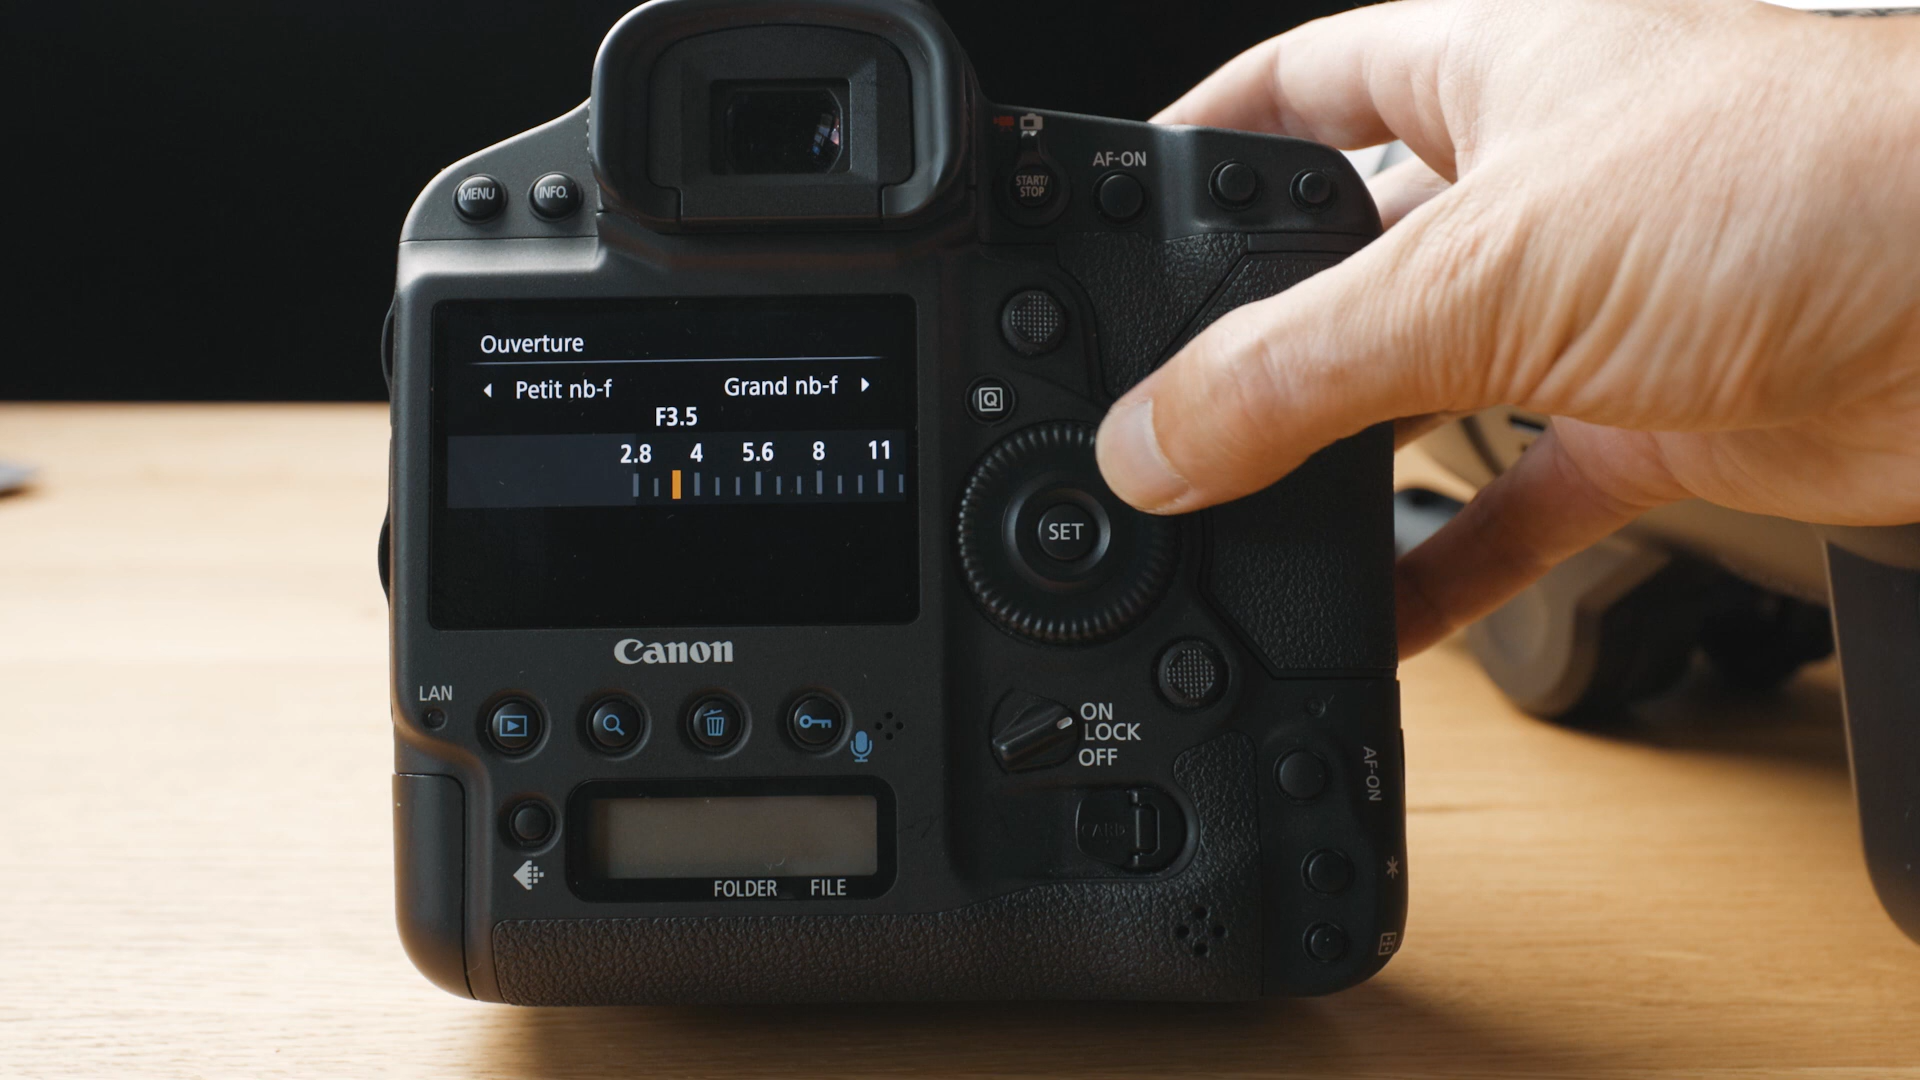 MENU
INFO.
START/
STOP
AF-ON
Ouverture
Petit nb-f Grand nb-f
F3.5
2.8 4 5.6 8 11
Q
SET
Canon
LAN
ON
LOCK
OFF
AF-ON
CARD
FOLDER FILE